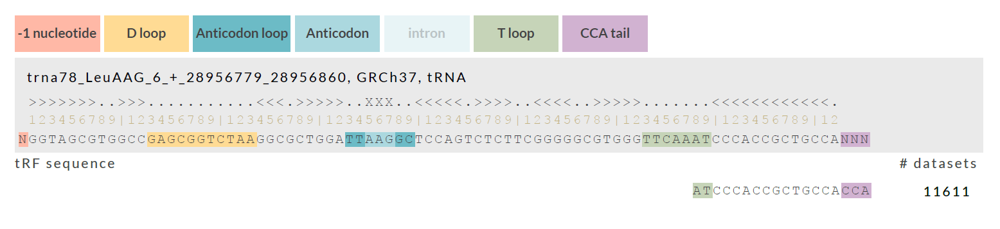 -1 nucleotide D loop Anticodon loop Anticodon intron T loop CCA tail
trna78_LeuAAG_6_+_28956779_28956860, GRCh37, tRNA
>>>>>>>..>>>...........<<<.>>>>>..XXX..<<<<<.>>>>..<<<<..>>>>>.......<<<<<<<<<<<<.
123456789|123456789|123456789|123456789|123456789|123456789|123456789|123456789|12
NGGTAGCGTGGCCGAGCGGTCTAAGGCGCTGGATTAAGGCTCCAGTCTCTTCGGGGGCGTGGGTTCAAATCCCACCGCTGCCANNN
tRF sequence # datasets
ATCCCACCGCTGCCACCA 11611